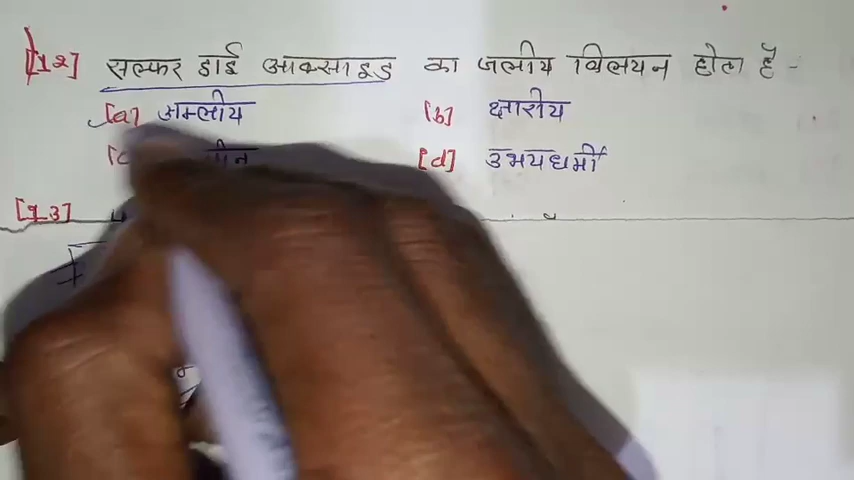 [12] सल्फर डाई आक्साइड का जलीय विलयन होता है -
[a] अम्लीय [b] क्षारीय
[d] उभयधर्मी
[13]